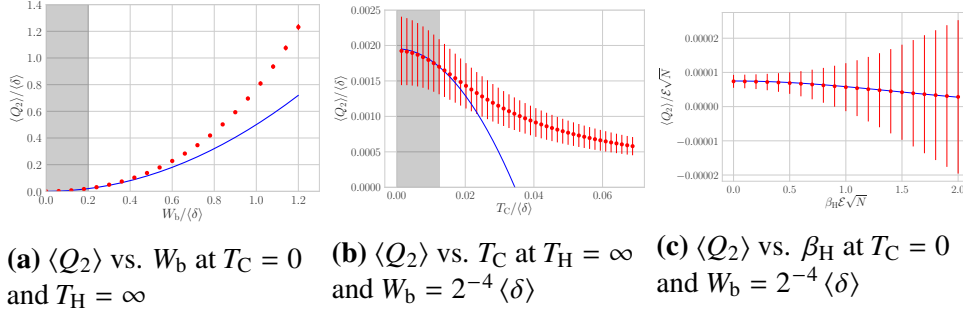 1.4
1.2
1.0
0.8
0.6
0.4
0.2
0.0
⟨Q₂⟩/⟨δ⟩
0.0 0.2 0.4 0.6 0.8 1.0 1.2
W_b/⟨δ⟩
(a) ⟨Q₂⟩ vs. W_b at T_C = 0
and T_H = ∞
0.0025
0.0020
0.0015
0.0010
0.0005
0.0000
⟨Q₂⟩/⟨δ⟩
0.00 0.02 0.04 0.06
T_C/⟨δ⟩
(b) ⟨Q₂⟩ vs. T_C at T_H = ∞
and W_b = 2⁻⁴ ⟨δ⟩
0.00002
0.00001
0.00000
−0.00001
−0.00002
⟨Q₂⟩/ℰ√N
0.0 0.5 1.0 1.5 2.0
β_H ℰ√N
(c) ⟨Q₂⟩ vs. β_H at T_C = 0
and W_b = 2⁻⁴ ⟨δ⟩